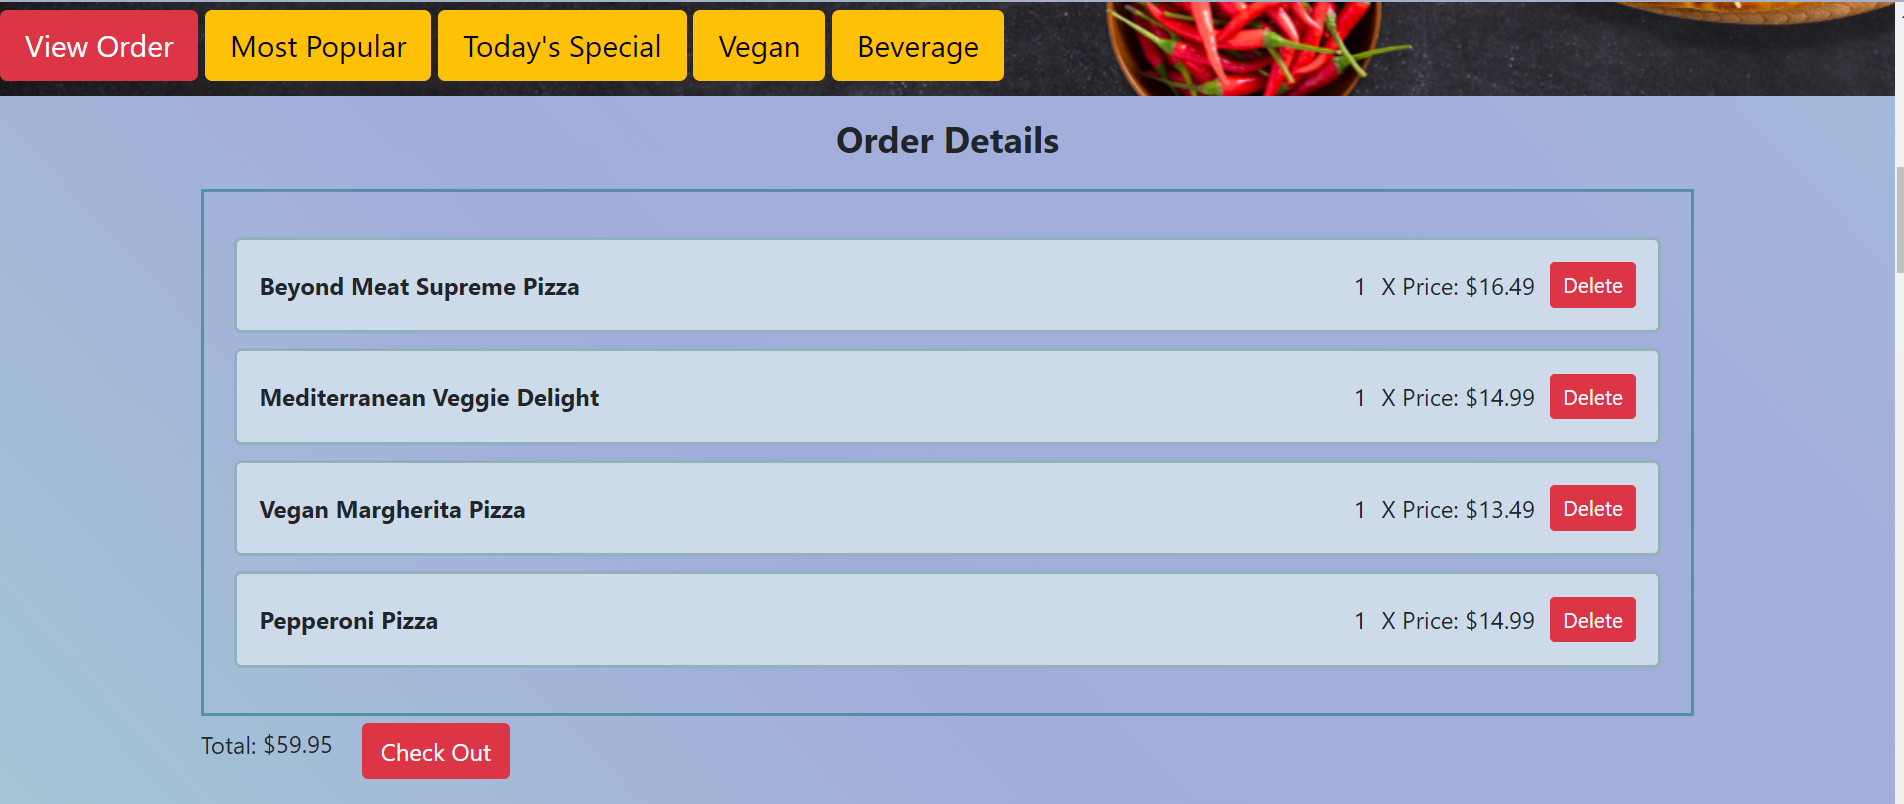 View Order Most Popular Today's Special Vegan Beverage
Order Details
Beyond Meat Supreme Pizza 1 X Price: $16.49 Delete
Mediterranean Veggie Delight 1 X Price: $14.99 Delete
Vegan Margherita Pizza 1 X Price: $13.49 Delete
Pepperoni Pizza 1 X Price: $14.99 Delete
Total: $59.95 Check Out